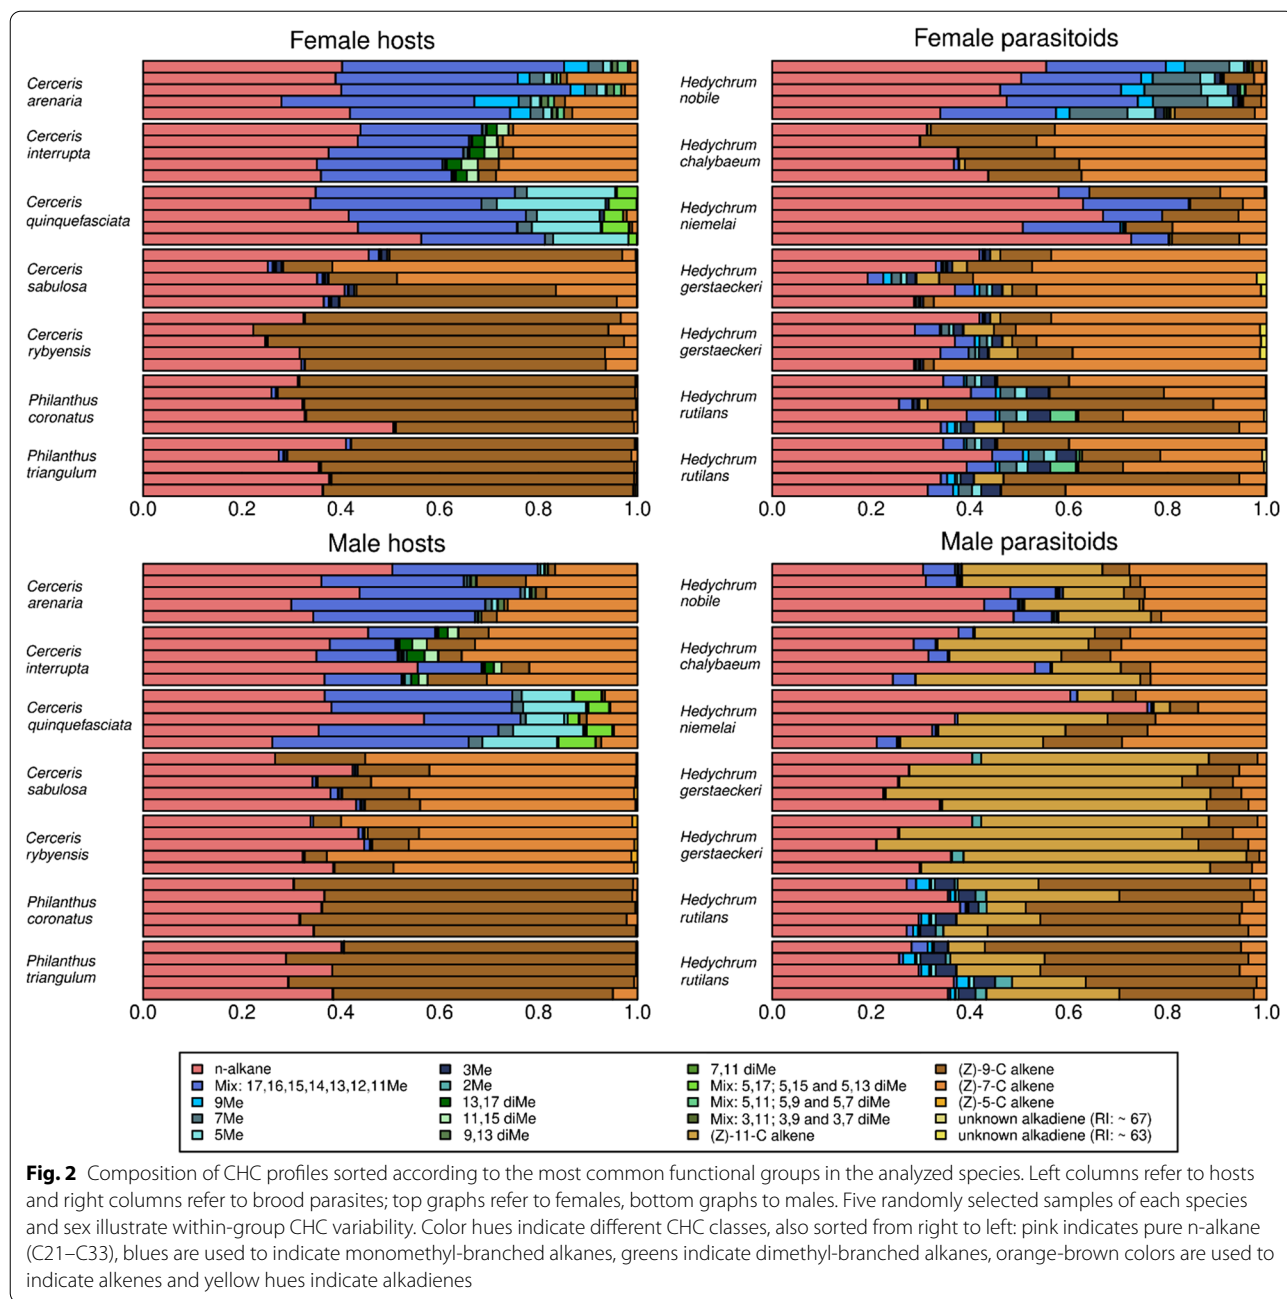 Female hosts
Cerceris
arenaria
Cerceris
interrupta
Cerceris
quinquefasciata
Cerceris
sabulosa
Cerceris
rybyensis
Philanthus
coronatus
Philanthus
triangulum
0.0 0.2 0.4 0.6 0.8 1.0
Female parasitoids
Hedychrum
nobile
Hedychrum
chalybaeum
Hedychrum
niemelai
Hedychrum
gerstaeckeri
Hedychrum
gerstaeckeri
Hedychrum
rutilans
Hedychrum
rutilans
0.0 0.2 0.4 0.6 0.8 1.0
Male hosts
Cerceris
arenaria
Cerceris
interrupta
Cerceris
quinquefasciata
Cerceris
sabulosa
Cerceris
rybyensis
Philanthus
coronatus
Philanthus
triangulum
0.0 0.2 0.4 0.6 0.8 1.0
Male parasitoids
Hedychrum
nobile
Hedychrum
chalybaeum
Hedychrum
niemelai
Hedychrum
gerstaeckeri
Hedychrum
gerstaeckeri
Hedychrum
rutilans
Hedychrum
rutilans
0.0 0.2 0.4 0.6 0.8 1.0
n-alkane
Mix: 17,16,15,14,13,12,11Me
9Me
7Me
5Me
3Me
2Me
13,17 diMe
11,15 diMe
9,13 diMe
7,11 diMe
Mix: 5,17; 5,15 and 5,13 diMe
Mix: 5,11; 5,9 and 5,7 diMe
Mix: 3,11; 3,9 and 3,7 diMe
(Z)-11-C alkene
(Z)-9-C alkene
(Z)-7-C alkene
(Z)-5-C alkene
unknown alkadiene (RI: ~ 67)
unknown alkadiene (RI: ~ 63)
Fig. 2 Composition of CHC profiles sorted according to the most common functional groups in the analyzed species. Left columns refer to hosts
and right columns refer to brood parasites; top graphs refer to females, bottom graphs to males. Five randomly selected samples of each species
and sex illustrate within-group CHC variability. Color hues indicate different CHC classes, also sorted from right to left: pink indicates pure n-alkane
(C21–C33), blues are used to indicate monomethyl-branched alkanes, greens indicate dimethyl-branched alkanes, orange-brown colors are used to
indicate alkenes and yellow hues indicate alkadienes